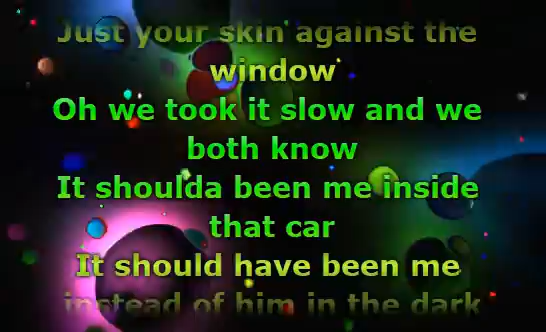 Just your skin against the
window
Oh we took it slow and we
both know
It shoulda been me inside
that car
It should have been me
instead of him in the dark